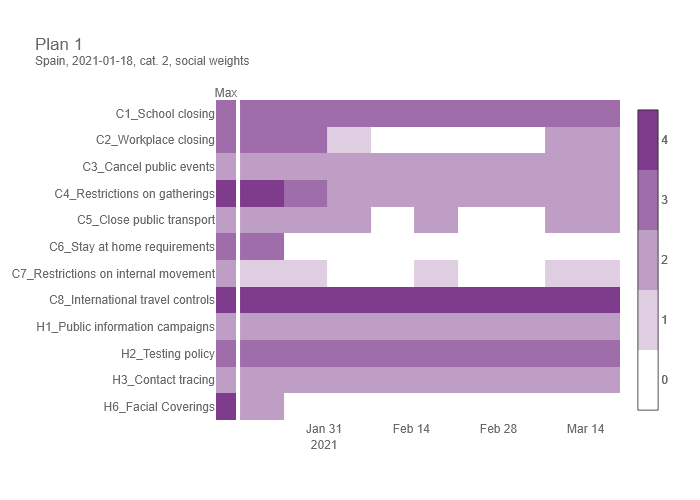 Plan 1
Spain, 2021-01-18, cat. 2, social weights
Max
C1_School closing
C2_Workplace closing
C3_Cancel public events
C4_Restrictions on gatherings
C5_Close public transport
C6_Stay at home requirements
C7_Restrictions on internal movement
C8_International travel controls
H1_Public information campaigns
H2_Testing policy
H3_Contact tracing
H6_Facial Coverings
Jan 31
2021
Feb 14
Feb 28
Mar 14
4
3
2
1
0